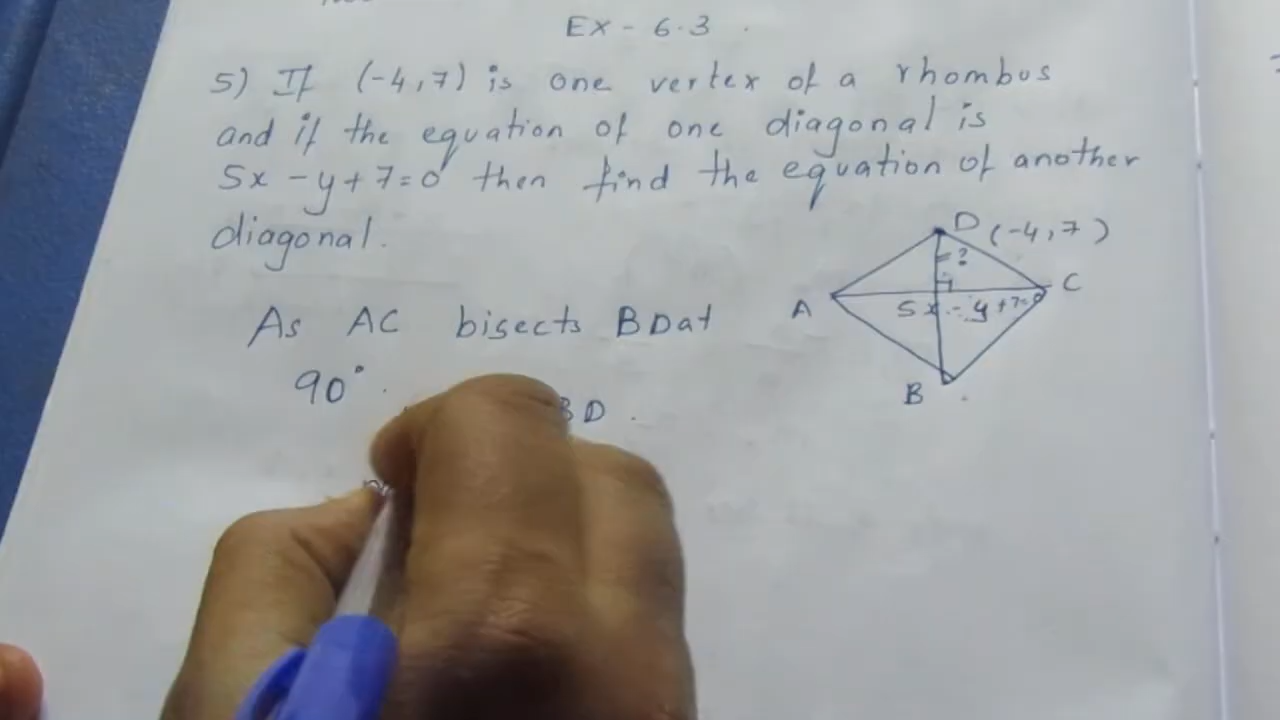 EX - 6.3
5) If (-4,7) is one vertex of a rhombus
and if the equation of one diagonal is
5x - y + 7 = 0 then find the equation of another
diagonal.
D (-4,7)
= ?
A
C
5x - y + 7 = 0
B
As AC bisects BD at
90°.
BD.